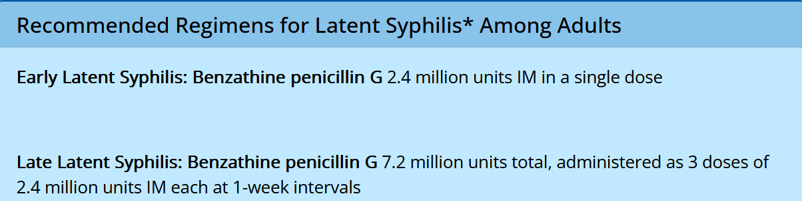 Recommended Regimens for Latent Syphilis* Among Adults
Early Latent Syphilis: Benzathine penicillin G 2.4 million units IM in a single dose
Late Latent Syphilis: Benzathine penicillin G 7.2 million units total, administered as 3 doses of
2.4 million units IM each at 1-week intervals